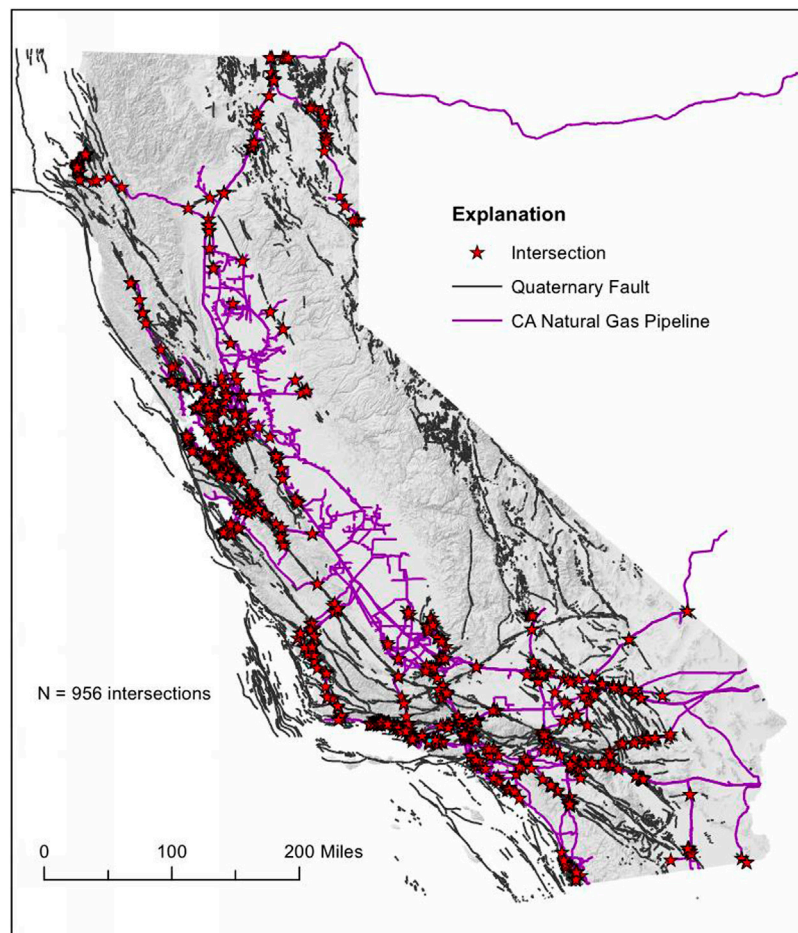 Explanation
Intersection
Quaternary Fault
CA Natural Gas Pipeline
N = 956 intersections
0 100 200 Miles